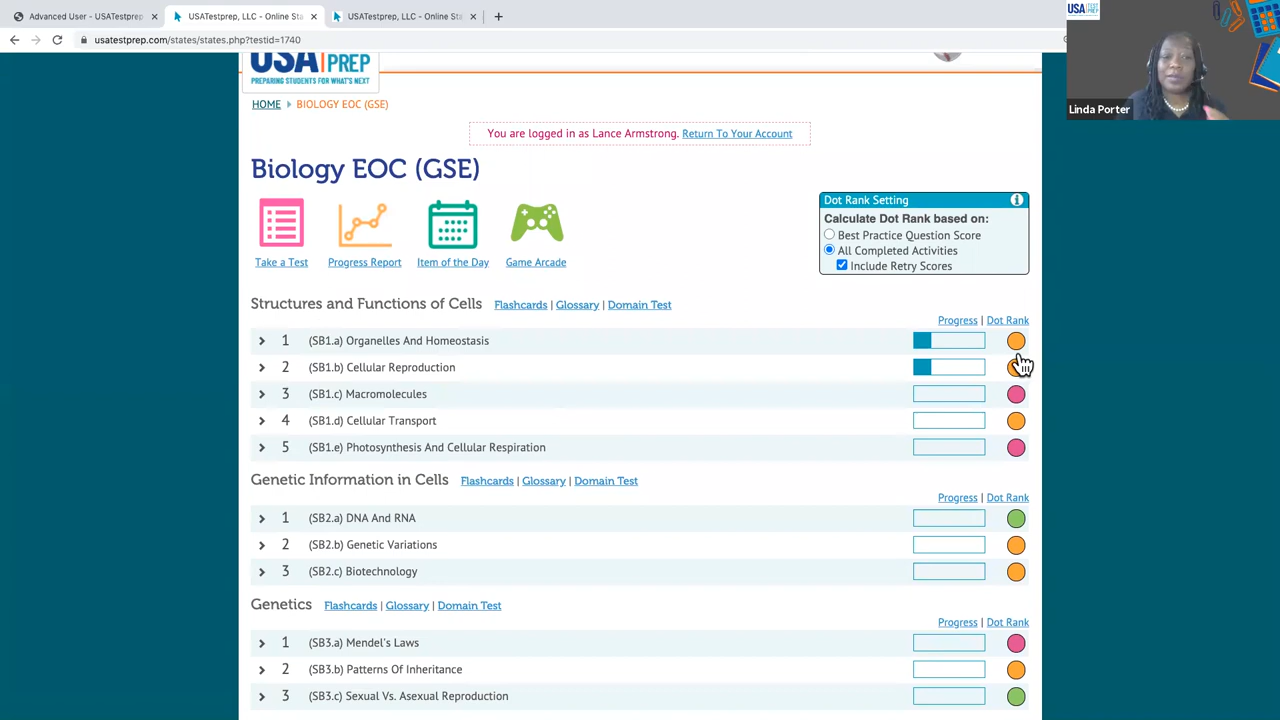 Advanced User - USATestprep
USATestprep, LLC - Online Sta
USATestprep, LLC - Online Sta
usatestprep.com/states/states.php?testid=1740
USA TEST PREP
Linda Porter
USA PREP
PREPARING STUDENTS FOR WHAT'S NEXT
HOME BIOLOGY EOC (GSE)
You are logged in as Lance Armstrong. Return To Your Account
Biology EOC (GSE)
Take a Test
Progress Report
Item of the Day
Game Arcade
Dot Rank Setting i
Calculate Dot Rank based on:
Best Practice Question Score
All Completed Activities
Include Retry Scores
Structures and Functions of Cells Flashcards | Glossary | Domain Test
Progress | Dot Rank
1 (SB1.a) Organelles And Homeostasis
2 (SB1.b) Cellular Reproduction
3 (SB1.c) Macromolecules
4 (SB1.d) Cellular Transport
5 (SB1.e) Photosynthesis And Cellular Respiration
Genetic Information in Cells Flashcards | Glossary | Domain Test
Progress | Dot Rank
1 (SB2.a) DNA And RNA
2 (SB2.b) Genetic Variations
3 (SB2.c) Biotechnology
Genetics Flashcards | Glossary | Domain Test
Progress | Dot Rank
1 (SB3.a) Mendel's Laws
2 (SB3.b) Patterns Of Inheritance
3 (SB3.c) Sexual Vs. Asexual Reproduction